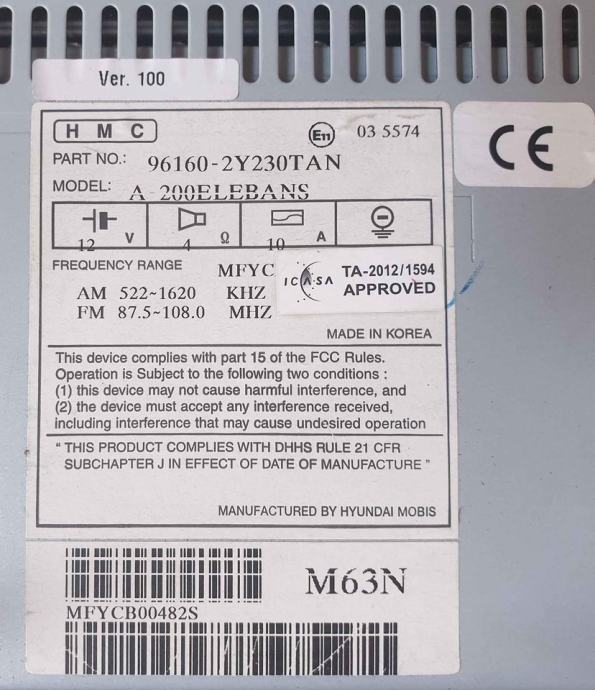 Ver. 100
H M C
E11 03 5574
CE
PART NO.: 96160-2Y230TAN
MODEL: A-200ELEBANS
12 V 4 Ω 10 A
FREQUENCY RANGE MFYC
ICASA TA-2012/1594
APPROVED
AM 522~1620 KHZ
FM 87.5~108.0 MHZ
MADE IN KOREA
This device complies with part 15 of the FCC Rules.
Operation is Subject to the following two conditions :
(1) this device may not cause harmful interference, and
(2) the device must accept any interference received,
including interference that may cause undesired operation
" THIS PRODUCT COMPLIES WITH DHHS RULE 21 CFR
SUBCHAPTER J IN EFFECT OF DATE OF MANUFACTURE "
MANUFACTURED BY HYUNDAI MOBIS
M63N
MFYCB00482S